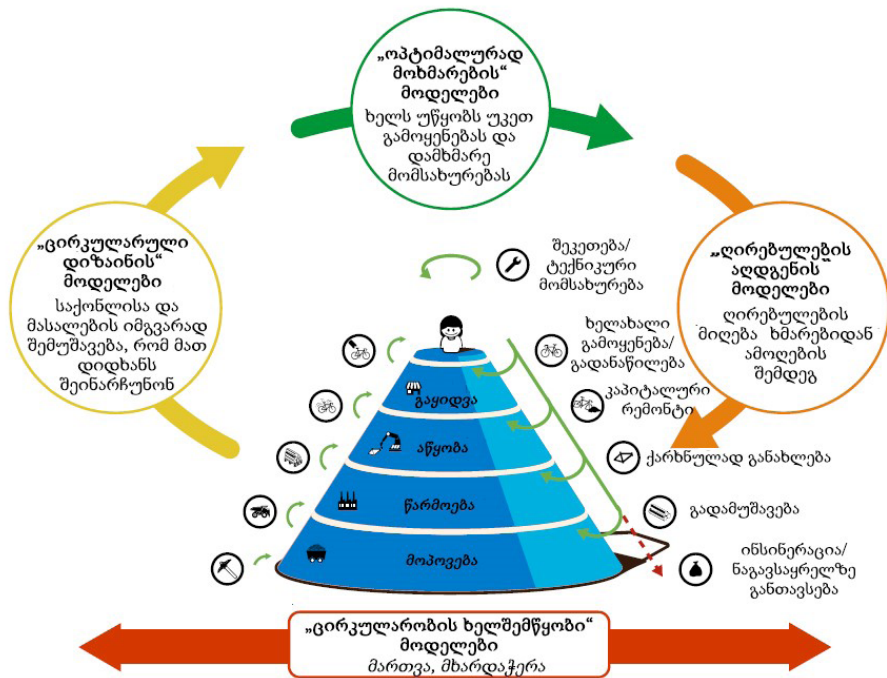 „ოპტიმალურად
მოხმარების“
მოდელები
ხელს უწყობს უკეთ
გამოყენებას და
დამხმარე
მომსახურებას
„ცირკულარული
დიზაინის“
მოდელები
საქონლისა და
მასალების იმგვარად
შემუშავება, რომ მათ
დიდხანს
შეინარჩუნონ
„ღირებულების
აღდგენის“
მოდელები
ღირებულების
მიღება ხმარებიდან
ამოღების
შემდეგ
შეკეთება/
ტექნიკური
მომსახურება
ხელახალი
გამოყენება/
გადანაწილება
კაპიტალური
რემონტი
ქარხნულად განახლება
გადამუშავება
ინსინერაცია/
ნაგავსაყრელზე
განთავსება
გაყიდვა
აწყობა
წარმოება
მოპოვება
„ცირკულარობის ხელშემწყობი“
მოდელები
მართვა, მხარდაჭერა